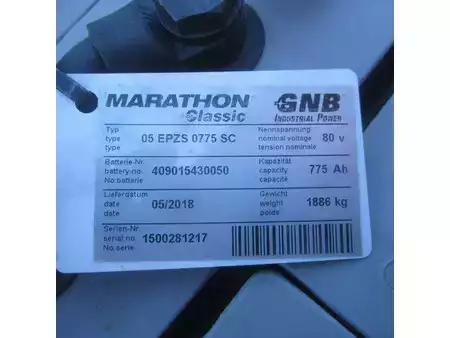 MARATHON Classic
GNB INDUSTRIAL POWER
Typ
type
type
05 EPZS 0775 SC
Nennspannung
nominal voltage
tension nominale
80 v
Batterie-Nr.
battery-no.
No.batterie
409015430050
Kapazität
capacity
capacité
775 Ah
Lieferdatum
date
date
05/2018
Gewicht
weight
poids
1886 kg
Serien-Nr.
serial no.
No.serie
1500281217